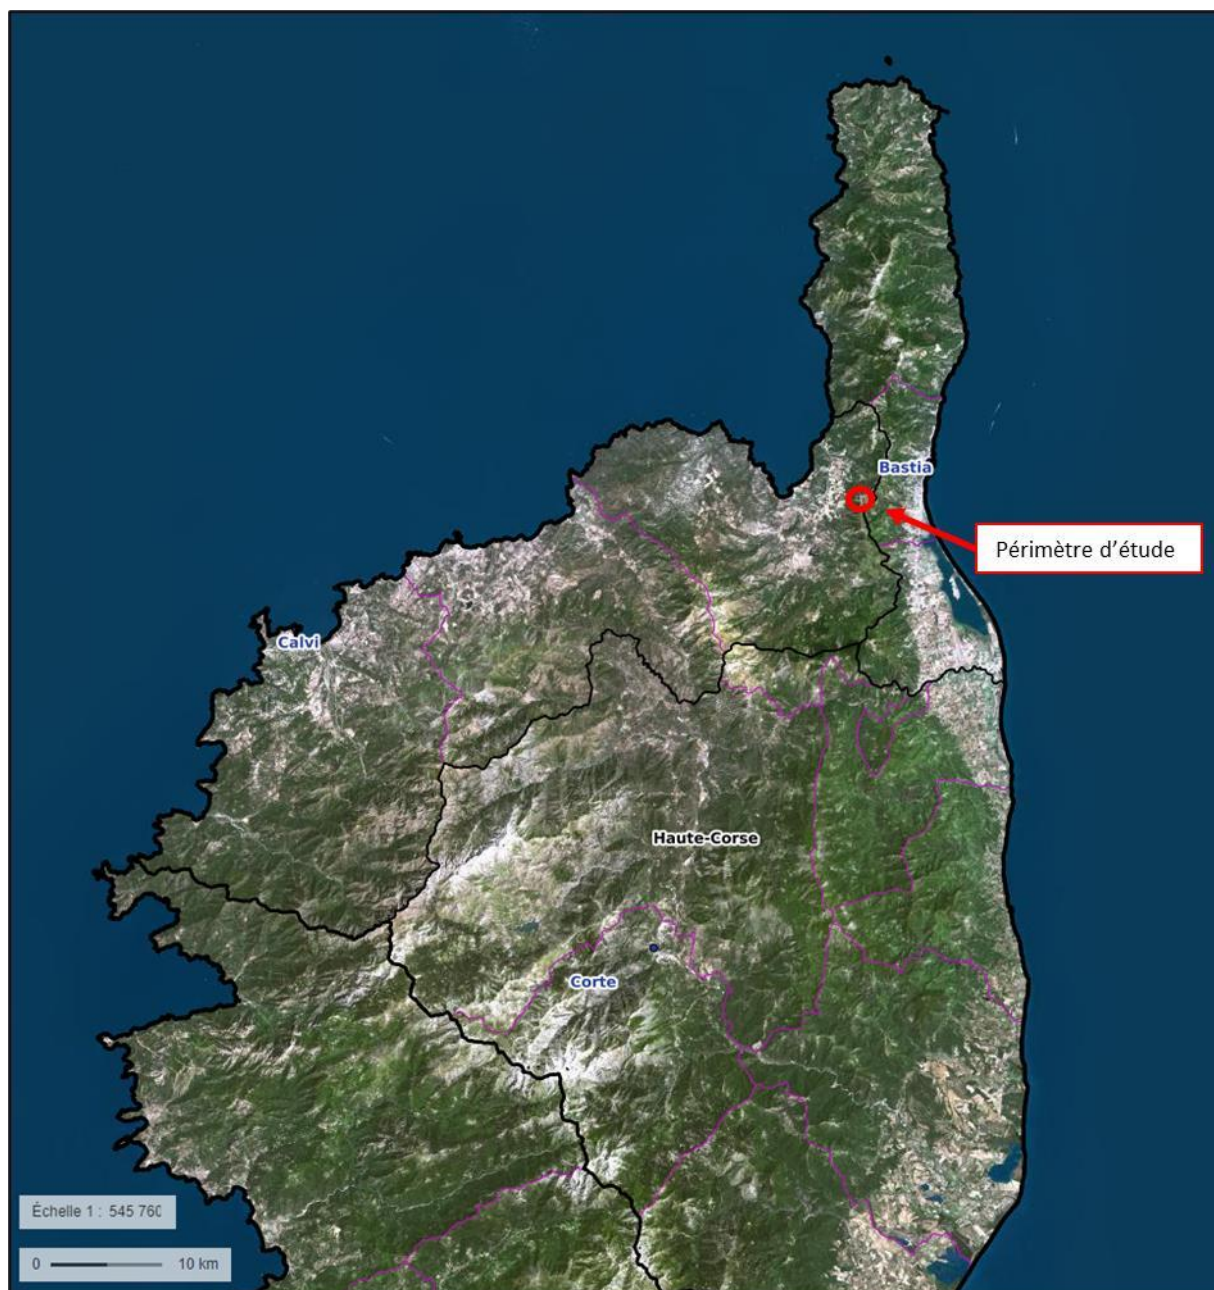 Bastia
Périmètre d'étude
Calvi
Haute-Corse
Corte
Échelle 1 : 545 760
0 10 km